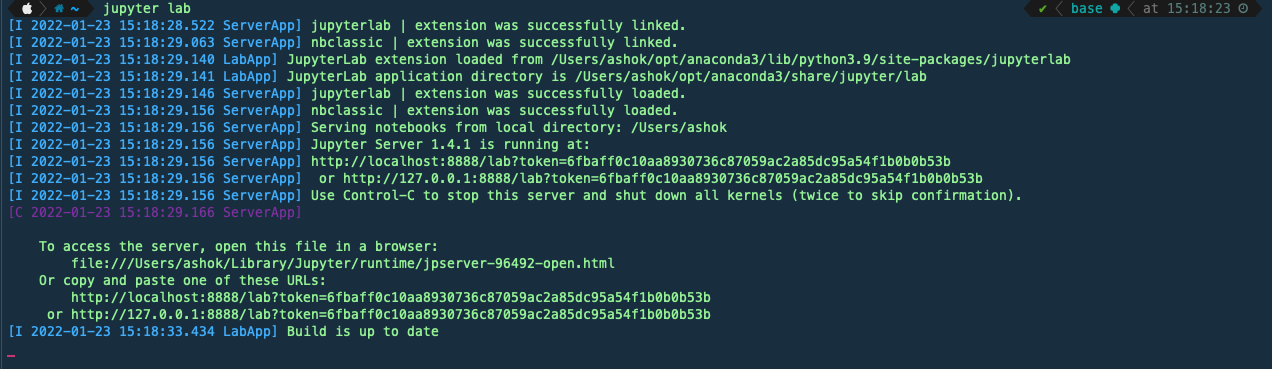 ~ jupyter lab ✔ base at 15:18:23
[I 2022-01-23 15:18:28.522 ServerApp] jupyterlab | extension was successfully linked.
[I 2022-01-23 15:18:29.063 ServerApp] nbclassic | extension was successfully linked.
[I 2022-01-23 15:18:29.140 LabApp] JupyterLab extension loaded from /Users/ashok/opt/anaconda3/lib/python3.9/site-packages/jupyterlab
[I 2022-01-23 15:18:29.141 LabApp] JupyterLab application directory is /Users/ashok/opt/anaconda3/share/jupyter/lab
[I 2022-01-23 15:18:29.146 ServerApp] jupyterlab | extension was successfully loaded.
[I 2022-01-23 15:18:29.156 ServerApp] nbclassic | extension was successfully loaded.
[I 2022-01-23 15:18:29.156 ServerApp] Serving notebooks from local directory: /Users/ashok
[I 2022-01-23 15:18:29.156 ServerApp] Jupyter Server 1.4.1 is running at:
[I 2022-01-23 15:18:29.156 ServerApp] http://localhost:8888/lab?token=6fbaff0c10aa8930736c87059ac2a85dc95a54f1b0b0b53b
[I 2022-01-23 15:18:29.156 ServerApp]  or http://127.0.0.1:8888/lab?token=6fbaff0c10aa8930736c87059ac2a85dc95a54f1b0b0b53b
[I 2022-01-23 15:18:29.156 ServerApp] Use Control-C to stop this server and shut down all kernels (twice to skip confirmation).
[C 2022-01-23 15:18:29.166 ServerApp]
To access the server, open this file in a browser:
file:///Users/ashok/Library/Jupyter/runtime/jpserver-96492-open.html
Or copy and paste one of these URLs:
http://localhost:8888/lab?token=6fbaff0c10aa8930736c87059ac2a85dc95a54f1b0b0b53b
or http://127.0.0.1:8888/lab?token=6fbaff0c10aa8930736c87059ac2a85dc95a54f1b0b0b53b
[I 2022-01-23 15:18:33.434 LabApp] Build is up to date